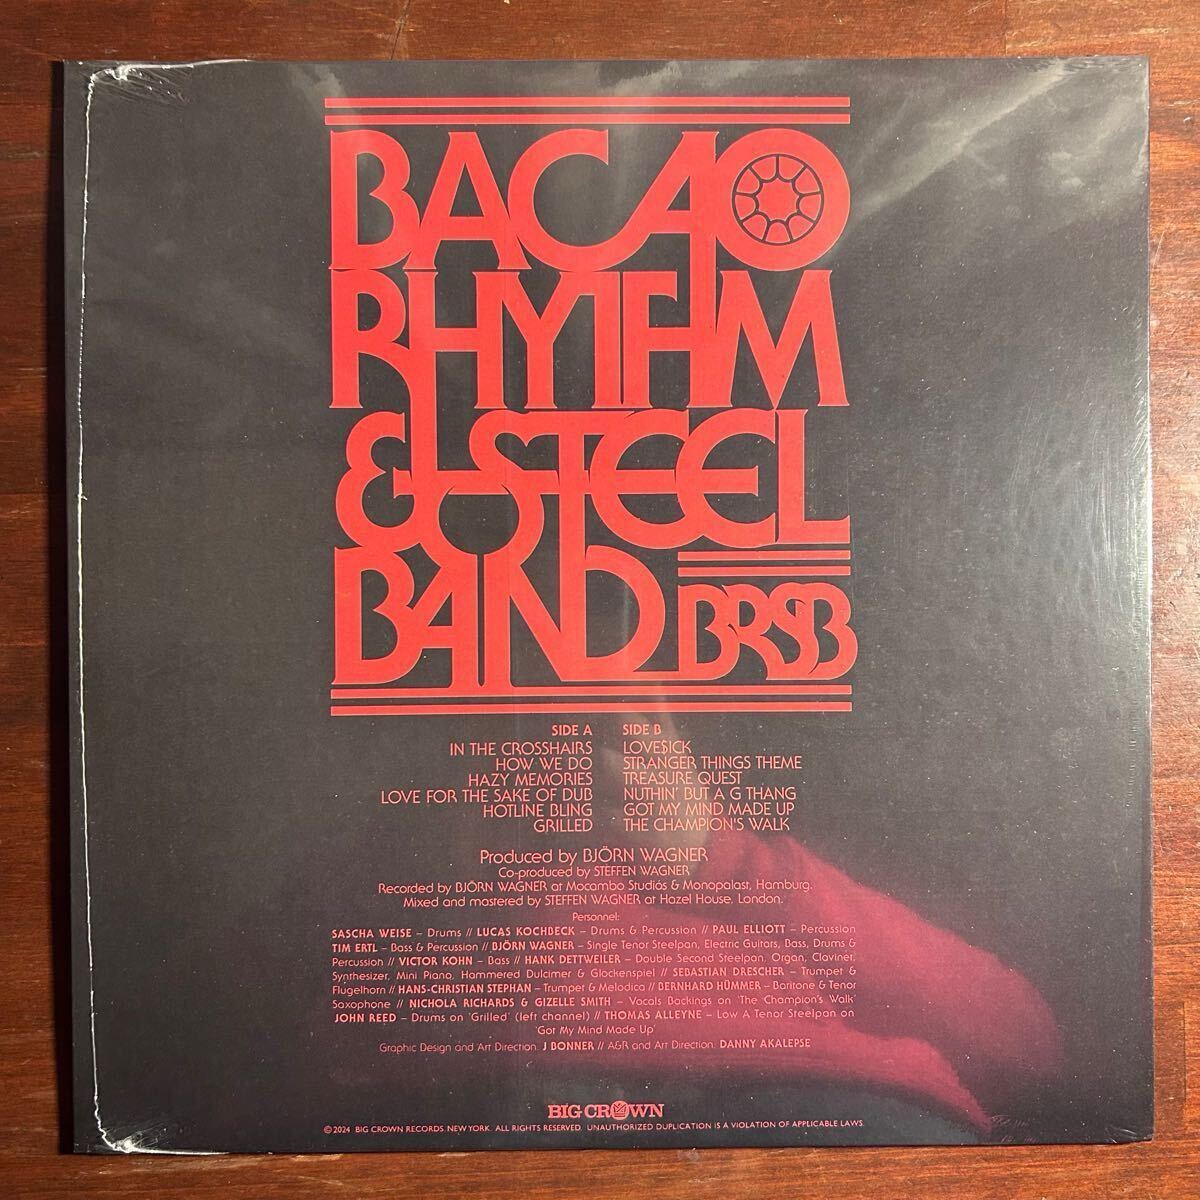 BACAO
RHYTHM
& STEEL
BAND BRSB
SIDE A
IN THE CROSSHAIRS
HOW WE DO
HAZY MEMORIES
LOVE FOR THE SAKE OF DUB
HOTLINE BLING
GRILLED
SIDE B
LOVE$ICK
STRANGER THINGS THEME
TREASURE QUEST
NUTHIN' BUT A G THANG
GOT MY MIND MADE UP
THE CHAMPION'S WALK
Produced by BJÖRN WAGNER
Co-produced by STEFFEN WAGNER
Recorded by BJÖRN WAGNER at Mocambo Studios & Monopalast, Hamburg.
Mixed and mastered by STEFFEN WAGNER at Hazel House, London.
Personnel:
SASCHA WEISE – Drums // LUCAS KOCHBECK – Drums & Percussion // PAUL ELLIOTT – Percussion
TIM ERTL – Bass & Percussion // BJÖRN WAGNER – Single Tenor Steelpan, Electric Guitars, Bass, Drums &
Percussion // VICTOR KOHN – Bass // HANK DETTWEILER – Double Second Steelpan, Organ, Clavinet,
Synthesizer, Mini Piano, Hammered Dulcimer & Glockenspiel // SEBASTIAN DRESCHER – Trumpet &
Flugelhorn // HANS-CHRISTIAN STEPHAN – Trumpet & Melodica // BERNHARD HÜMMER – Baritone & Tenor
Saxophone // NICHOLA RICHARDS & GIZELLE SMITH – Vocals Backings on 'The Champion's Walk'
JOHN REED – Drums on 'Grilled' (left channel) // THOMAS ALLEYNE – Low A Tenor Steelpan on
'Got My Mind Made Up'
Graphic Design and Art Direction: J BONNER // A&R and Art Direction: DANNY AKALEPSE
BIG CROWN
© 2024 BIG CROWN RECORDS, NEW YORK. ALL RIGHTS RESERVED. UNAUTHORIZED DUPLICATION IS A VIOLATION OF APPLICABLE LAWS.